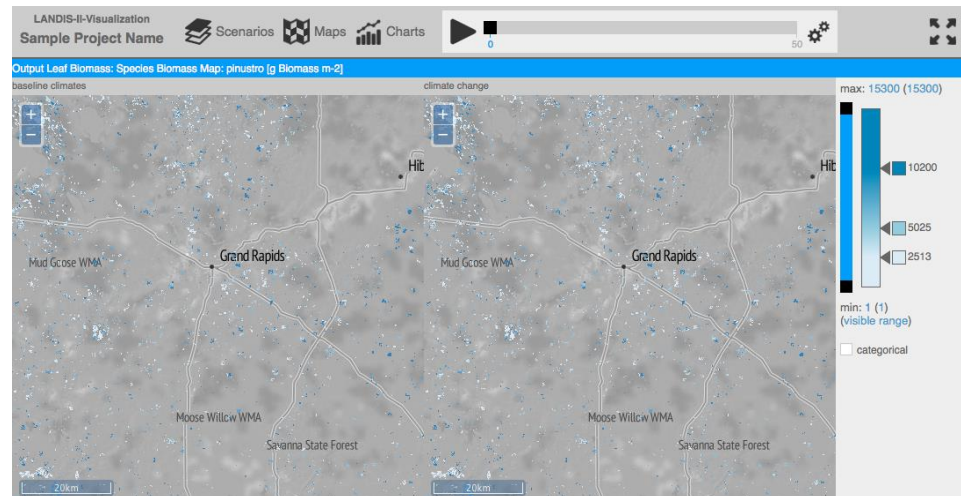 LANDIS-II-Visualization
Sample Project Name
Scenarios
Maps
Charts
0
50
Output Leaf Biomass: Species Biomass Map: pinustro [g Biomass m-2]
baseline climates
climate change
max: 15300 (15300)
+
−
+
−
Hib
Hib
10200
Grand Rapids
Grand Rapids
Mud Goose WMA
Mud Goose WMA
5025
2513
min: 1 (1)
(visible range)
categorical
Moose Willow WMA
Moose Willow WMA
Savanna State Forest
Savanna State Forest
20km
20km